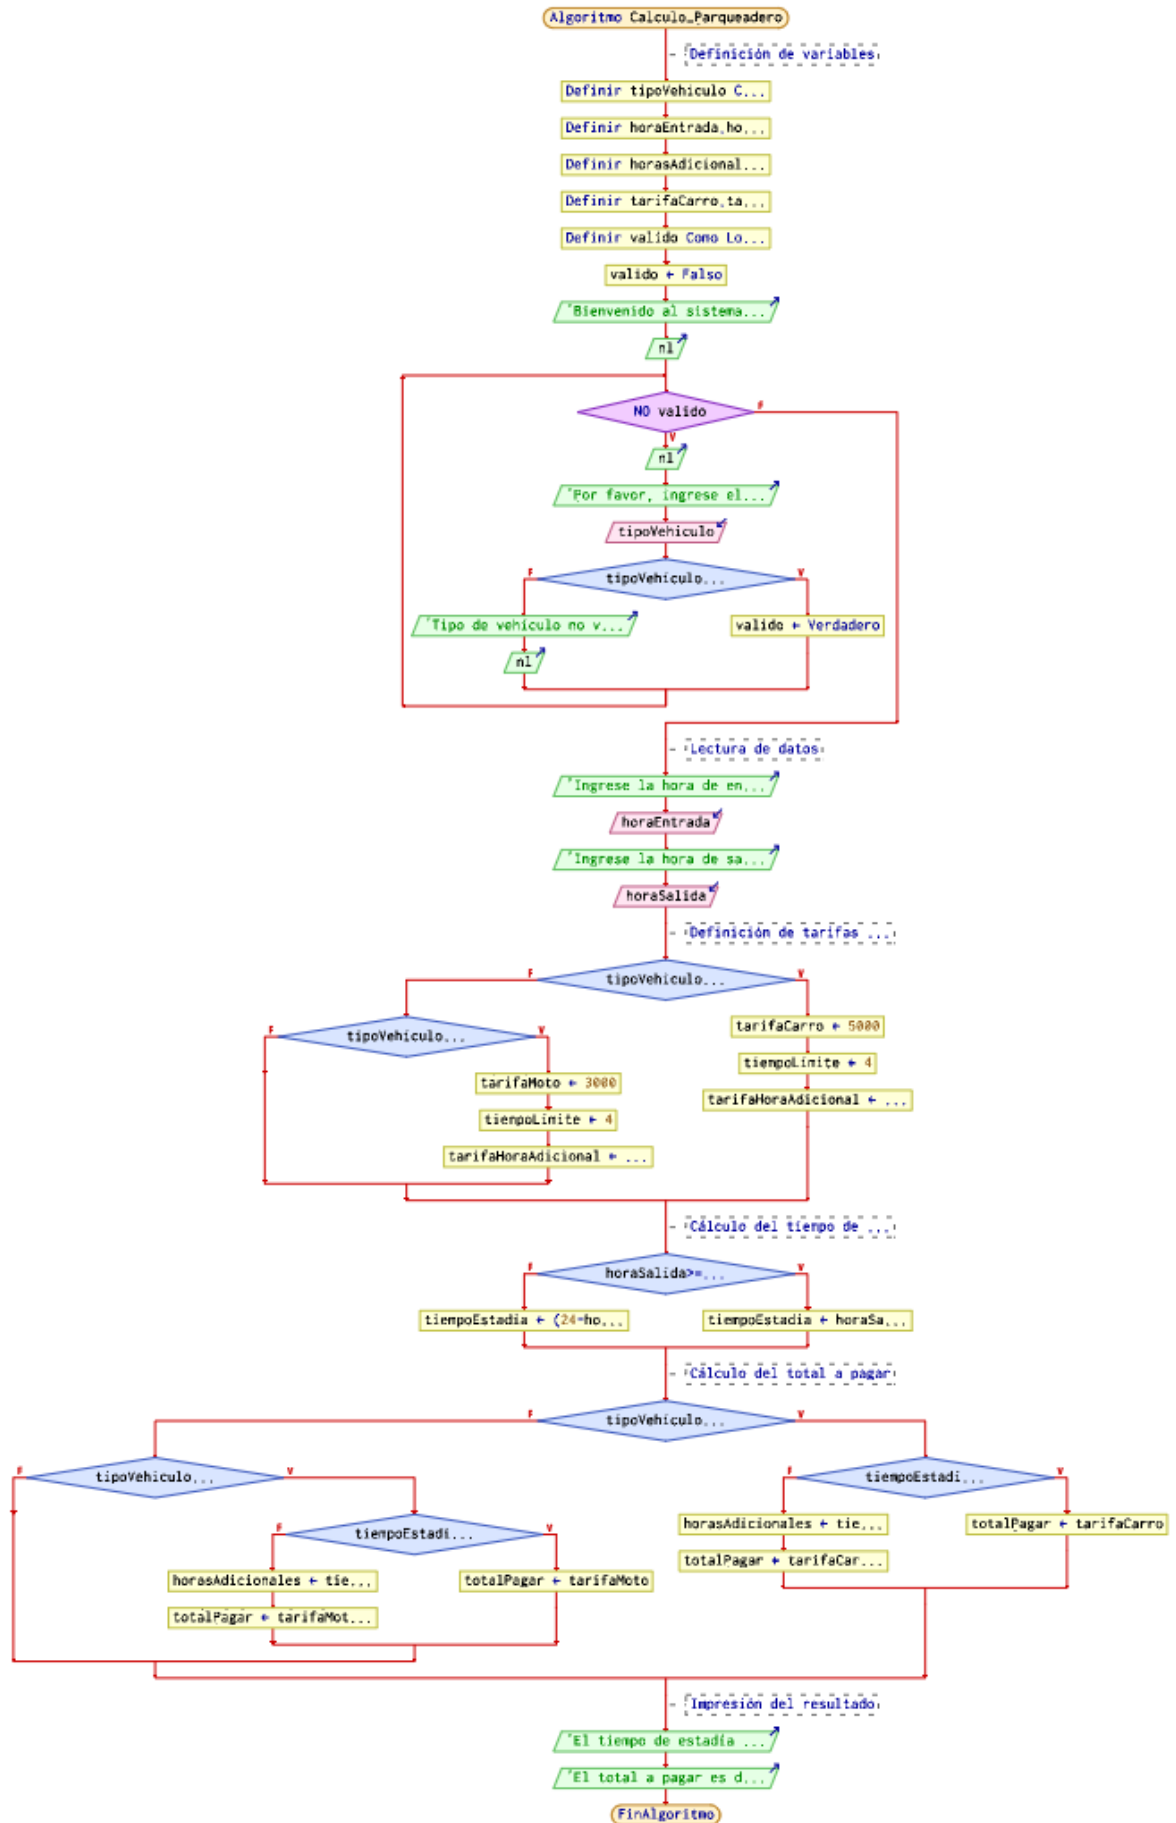 Algoritmo Calculo_Parqueadero
Definición de variables
Definir tipoVehiculo C...
Definir horaEntrada,ho...
Definir horasAdicional...
Definir tarifaCarro,ta...
Definir valido Como Lo...
valido ← Falso
'Bienvenido al sistema...
nl
NO valido
F
V
nl
'Por favor, ingrese el...
tipoVehiculo
F
tipoVehiculo...
V
'Tipo de vehículo no v...
valido ← Verdadero
nl
Lectura de datos
'Ingrese la hora de en...
horaEntrada
'Ingrese la hora de sa...
horaSalida
Definición de tarifas ...
F
tipoVehiculo...
V
F
tipoVehiculo...
V
tarifaCarro ← 5000
tiempoLimite ← 4
tarifaMoto ← 3000
tarifaHoraAdicional ← ...
tiempoLimite ← 4
tarifaHoraAdicional ← ...
Cálculo del tiempo de ...
F
horaSalida>=...
V
tiempoEstadia ← (24-ho...
tiempoEstadia ← horaSa...
Cálculo del total a pagar
F
tipoVehiculo...
V
F
tipoVehiculo...
V
F
tiempoEstadi...
V
F
tiempoEstadi...
V
horasAdicionales ← tie...
totalPagar ← tarifaCarro
totalPagar ← tarifaCar...
horasAdicionales ← tie...
totalPagar ← tarifaMoto
totalPagar ← tarifaMot...
Impresión del resultado
'El tiempo de estadía ...
'El total a pagar es d...
FinAlgoritmo